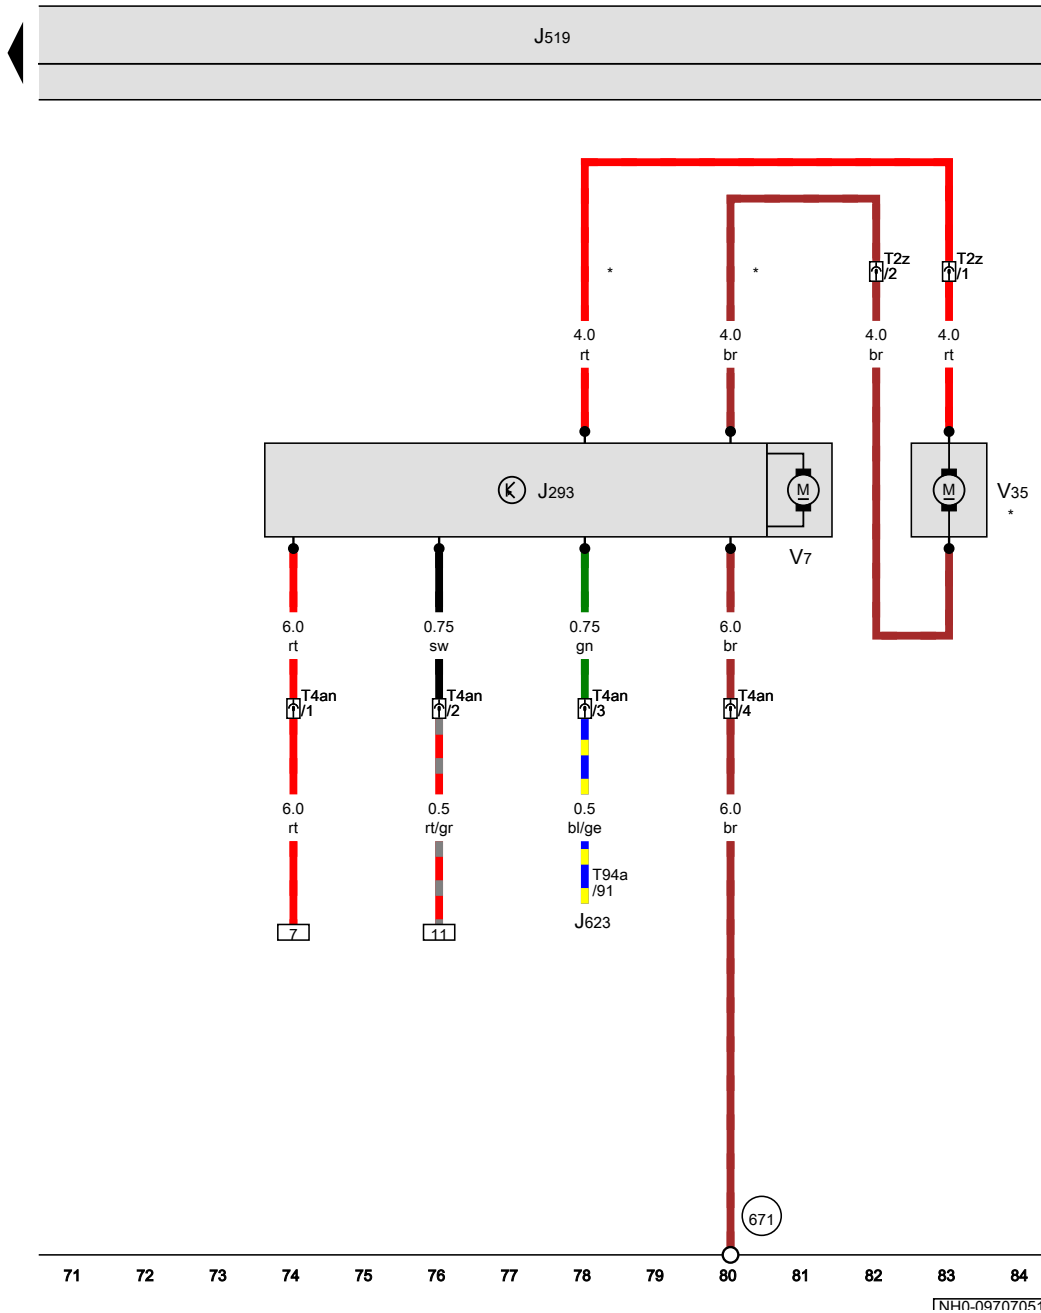 J519
T2z
/2
T2z
/1
*
*
4.0
rt
4.0
br
4.0
br
4.0
rt
J293
M
M
V35
*
V7
6.0
rt
0.75
sw
0.75
gn
6.0
br
T4an
/1
T4an
/2
T4an
/3
T4an
/4
6.0
rt
0.5
rt/gr
0.5
bl/ge
6.0
br
T94a
/91
J623
7
11
671
71 72 73 74 75 76 77 78 79 80 81 82 83 84
NH0-09707051